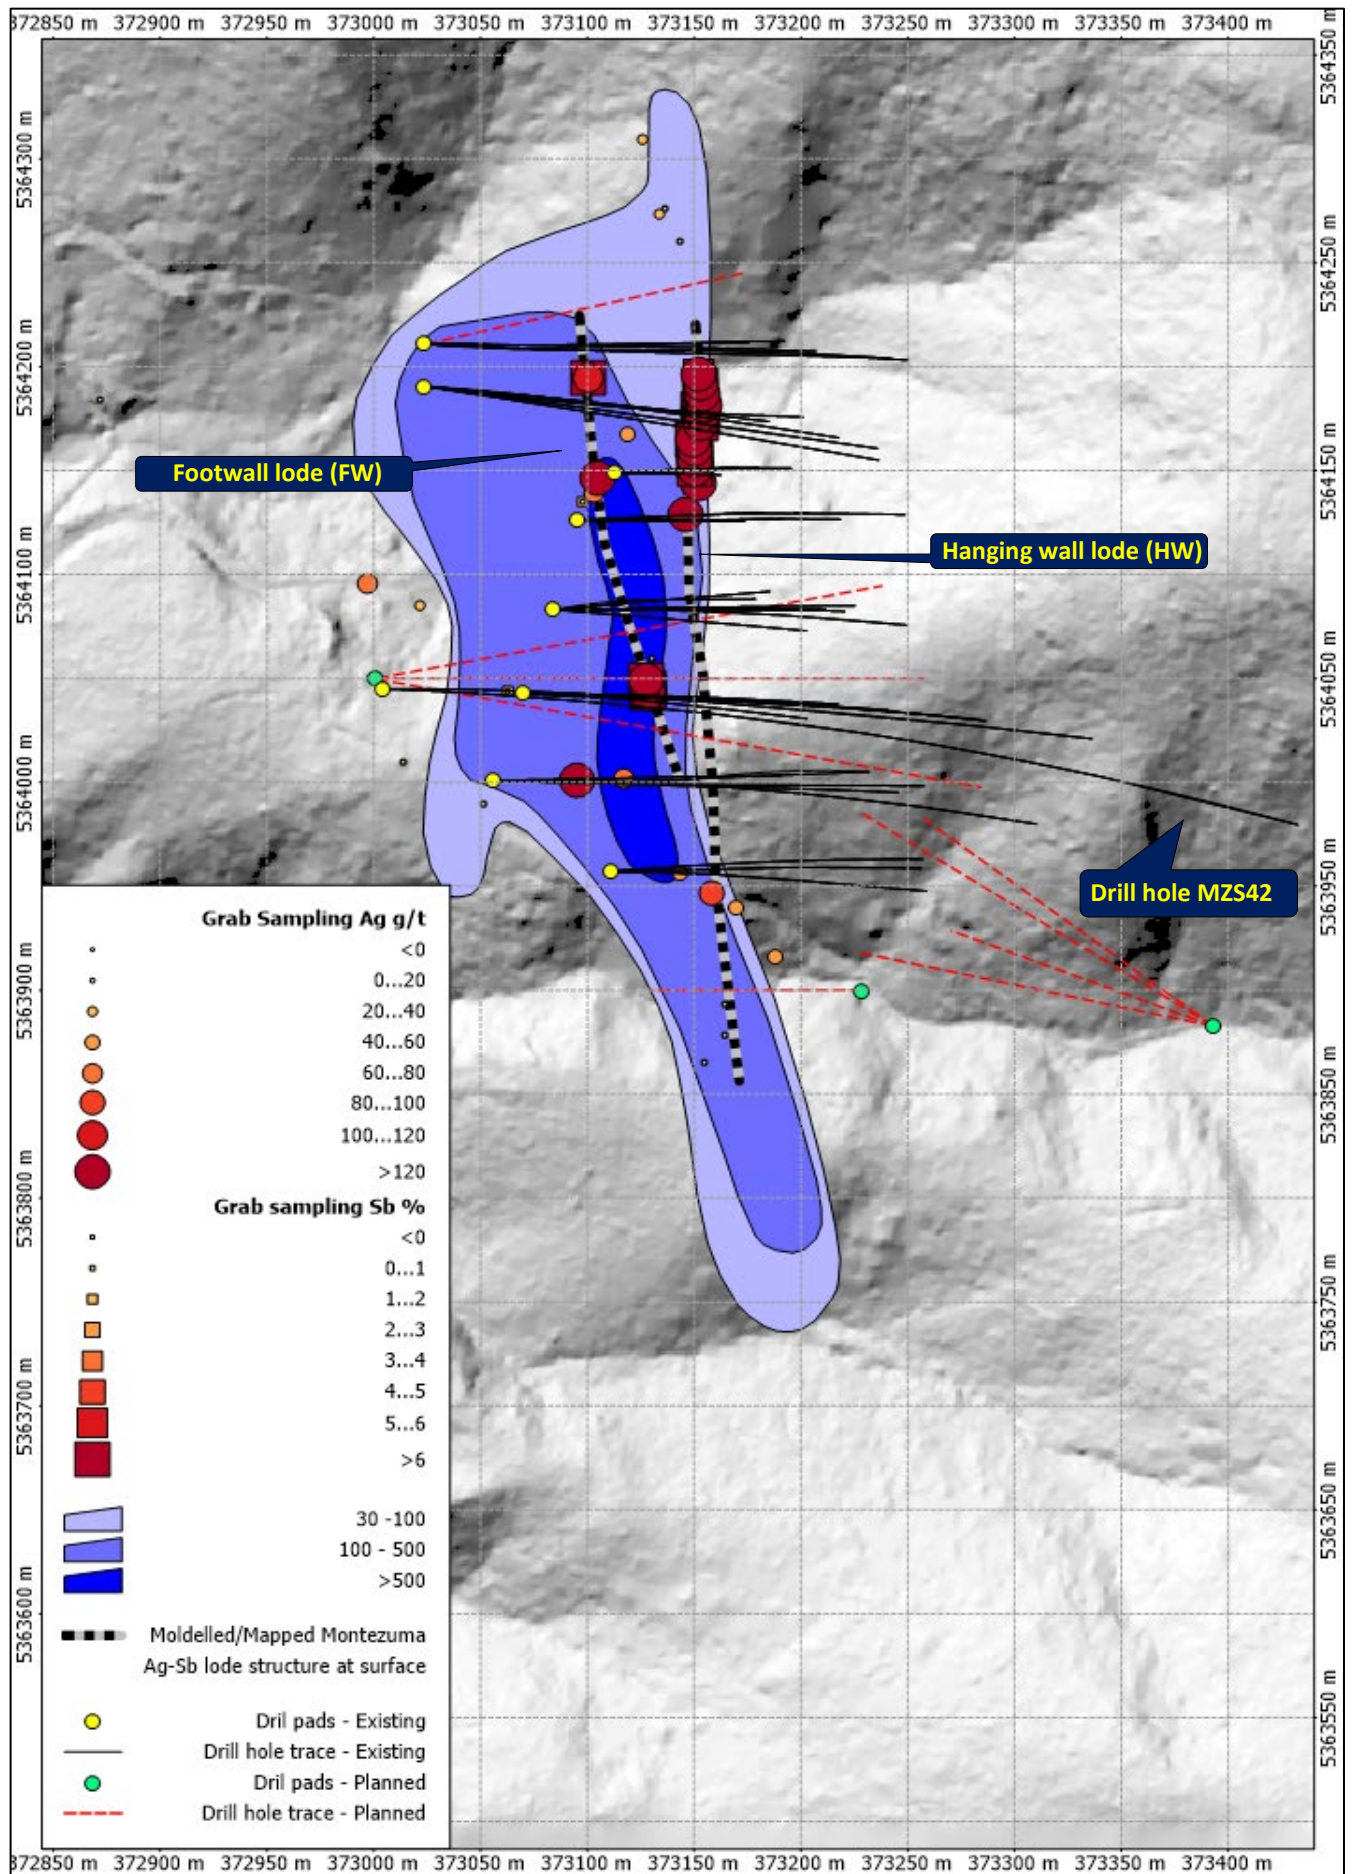 372850 m 372900 m 372950 m 373000 m 373050 m 373100 m 373150 m 373200 m 373250 m 373300 m 373350 m 373400 m
5364300 m
5364200 m
5364100 m
5364000 m
5363900 m
5363800 m
5363700 m
5363600 m
5364350 m
5364250 m
5364150 m
5364050 m
5363950 m
5363850 m
5363750 m
5363650 m
5363550 m
Footwall lode (FW)
Hanging wall lode (HW)
Drill hole MZS42
Grab Sampling Ag g/t
<0
0...20
20...40
40...60
60...80
80...100
100...120
>120
Grab sampling Sb %
<0
0...1
1...2
2...3
3...4
4...5
5...6
>6
30 -100
100 - 500
>500
Moldelled/Mapped Montezuma
Ag-Sb lode structure at surface
Dril pads - Existing
Drill hole trace - Existing
Dril pads - Planned
Drill hole trace - Planned
372850 m 372900 m 372950 m 373000 m 373050 m 373100 m 373150 m 373200 m 373250 m 373300 m 373350 m 373400 m